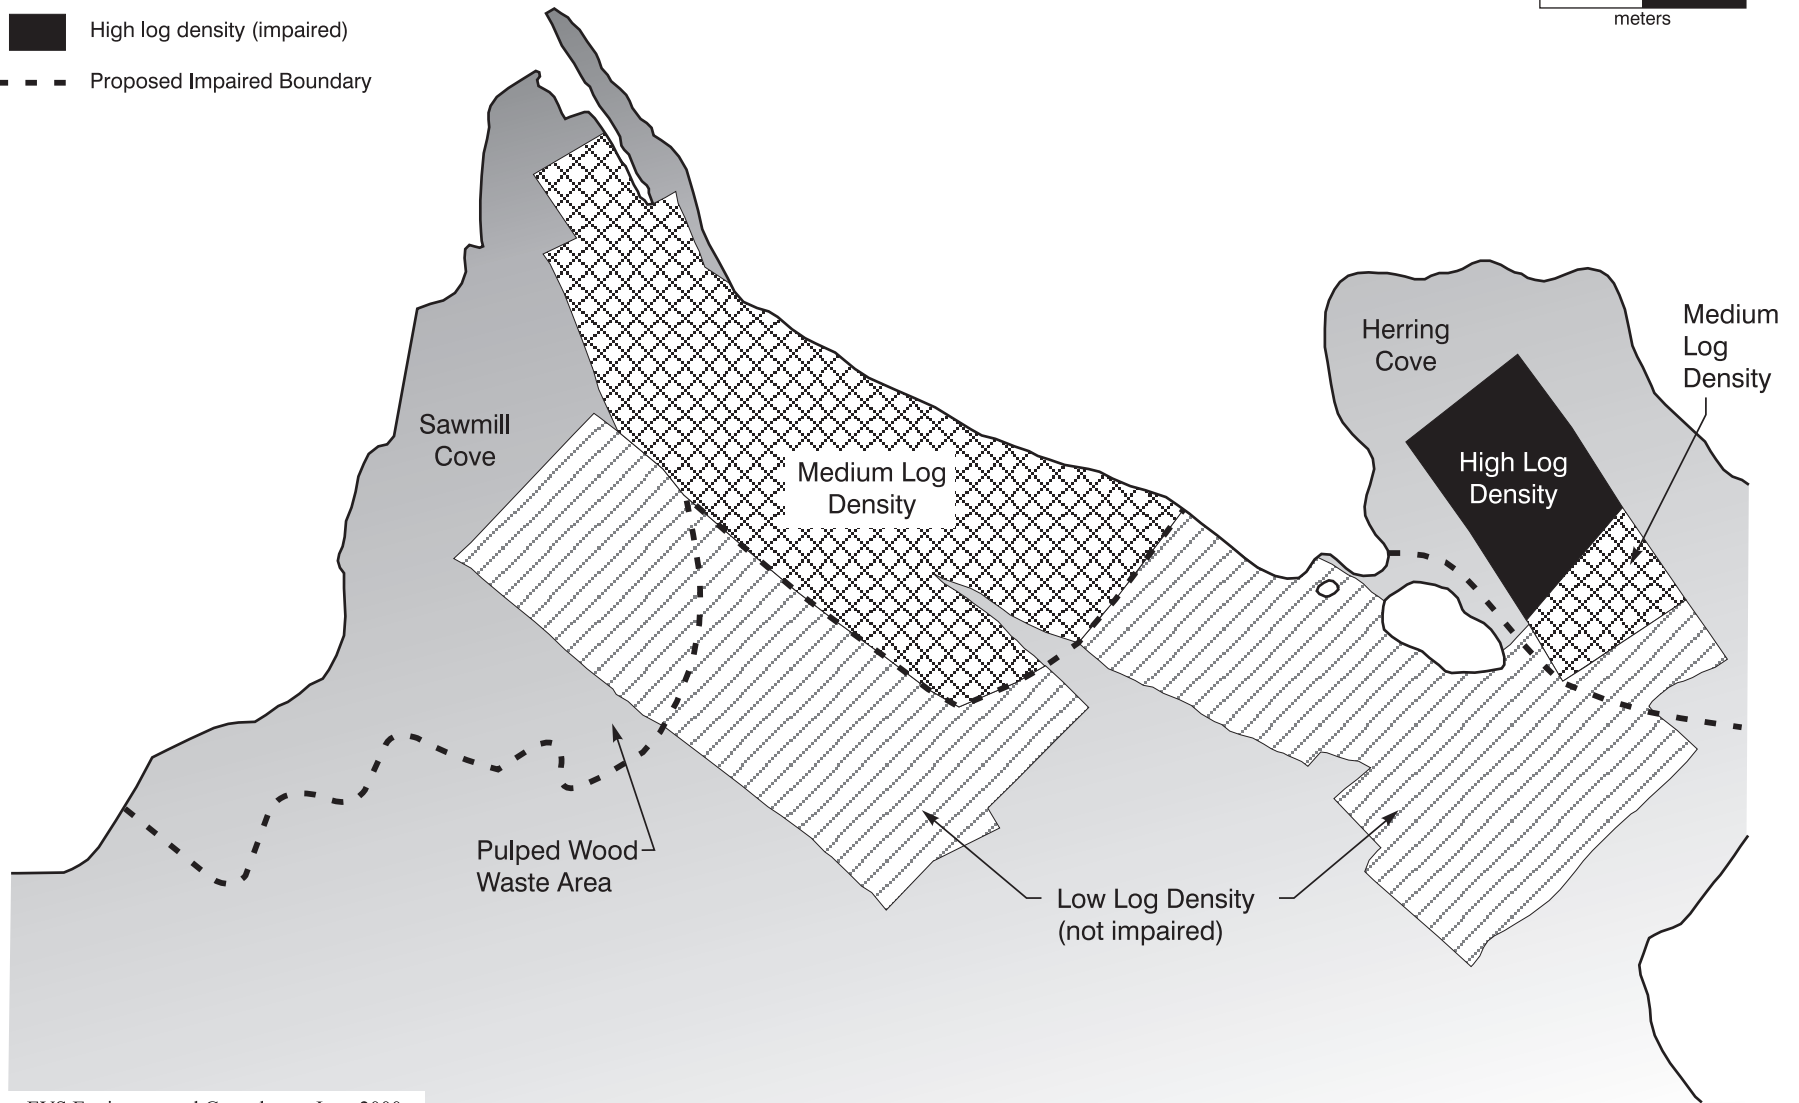 High log density (impaired)
meters
Proposed Impaired Boundary
Herring
Cove
Medium
Log
Density
Sawmill
Cove
Medium Log
Density
High Log
Density
Pulped Wood
Waste Area
Low Log Density
(not impaired)